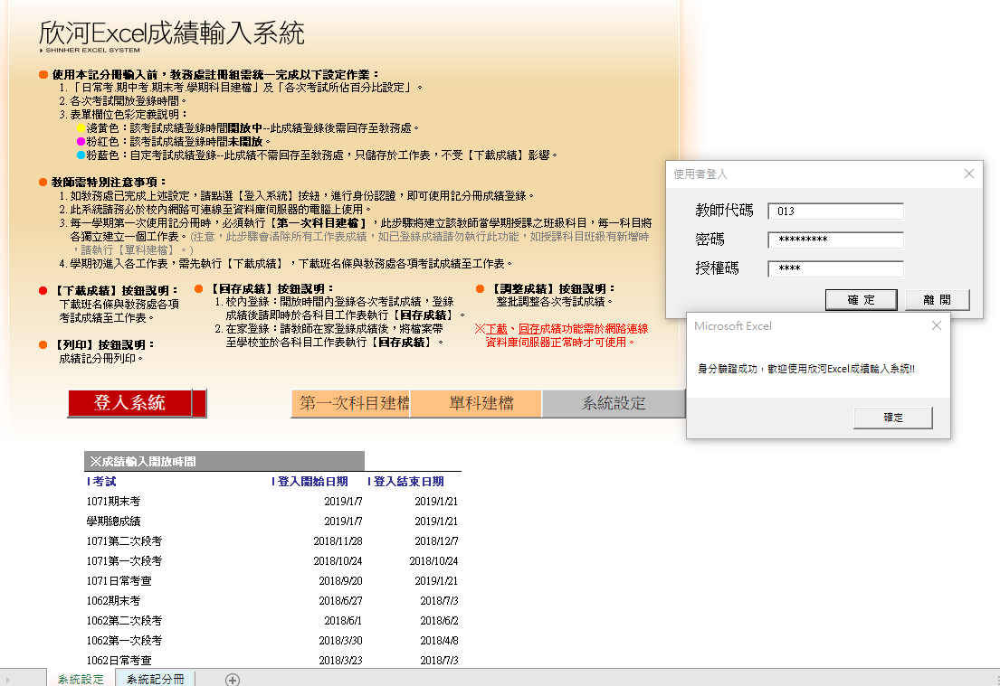 欣河Excel成績輸入系統
SHINHER EXCEL SYSTEM
使用本記分冊輸入前,教務處註冊組需統一完成以下設定作業:
1.「日常考.期中考.期末考.學期科目建檔」及「各次考試所佔百分比設定」。
2. 各次考試開放登錄時間。
3. 表單欄位色彩定義說明:
淺黃色:該考試成績登錄時間開放中--此成績登錄後需回存至教務處。
粉紅色:該考試成績登錄時間未開放。
粉藍色:自定考試成績登錄--此成績不需回存至教務處,只儲存於工作表,不受【下載成績】影響。
教師需特別注意事項:
1. 如教務處已完成上述設定,請點選【登入系統】按紐,進行身份認證,即可使用記分冊成績登錄。
2. 此系統請務必於校內網路可連線至資料庫伺服器的電腦上使用。
3. 每一學期第一次使用記分冊時,必須執行【第一次科目建檔】,此步驟將建立該教師當學期授課之班級科目,每一科目將
各獨立建立一個工作表。(注意,此步驟會清除所有工作表成績,如已登錄成績請勿執行此功能,如授課科目班級有新增時
,請執行【單科建檔】。)
4. 學期初進入各工作表,需先執行【下載成績】,下載班名條與教務處各項考試成績至工作表。
【下載成績】按鈕說明:
下載班名條與教務處各項
考試成績至工作表。
【列印】按鈕說明:
成績記分冊列印。
【回存成績】按鈕說明:
1. 校內登錄:開放時間內登錄各次考試成績,登錄
成績後請即時於各科目工作表執行【回存成績】。
2. 在家登錄:請教師在家登錄成績後,將檔案帶
至學校並於各科目工作表執行【回存成績】。
【調整成績】按鈕說明:
整批調整各次考試成績。
※下載、回存成績功能需於網路連線
資料庫伺服器正常時才可使用。
登入系統
第一次科目建檔
單科建檔
系統設定
使用者登入
教師代碼 013
密碼 *********
授權碼 ****
確 定 離 開
Microsoft Excel
身分驗證成功,歡迎使用欣河Excel成績輸入系統!!
確定
※成績輸入開放時間
考試 登入開始日期 登入結束日期
1071期末考 2019/1/7 2019/1/21
學期總成績 2019/1/7 2019/1/21
1071第二次段考 2018/11/28 2018/12/7
1071第一次段考 2018/10/24 2018/10/24
1071日常考查 2018/9/20 2019/1/21
1062期末考 2018/6/27 2018/7/3
1062第二次段考 2018/6/1 2018/6/2
1062第一次段考 2018/3/30 2018/4/8
1062日常考查 2018/3/23 2018/7/3
系統設定 系統記分冊